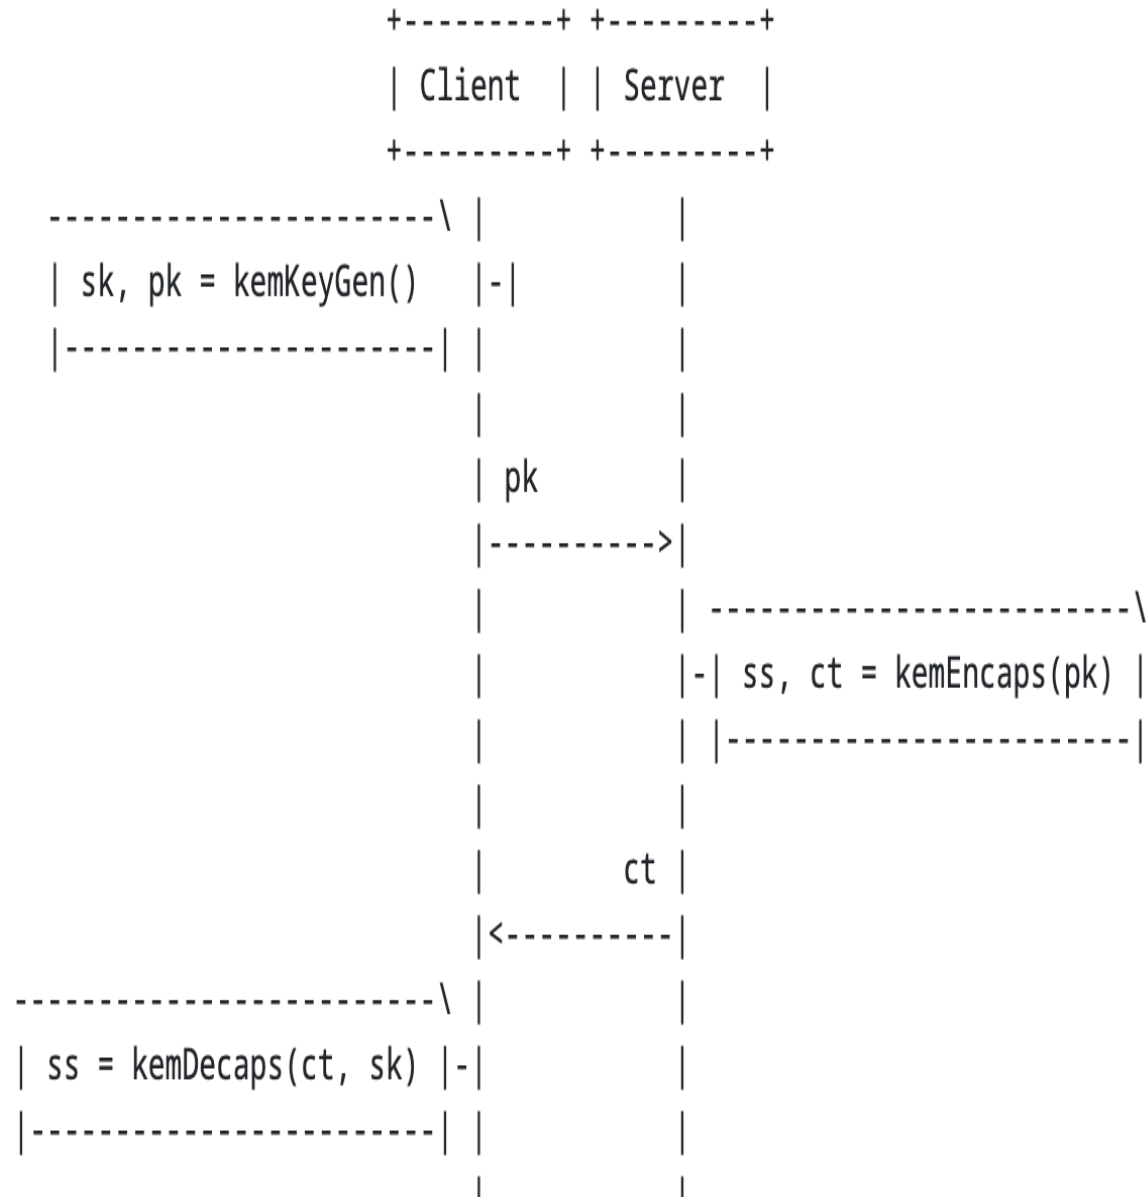 +---------+ +---------+
| Client  | | Server  |
+---------+ +---------+
-----------------------\ |           |
| sk, pk = kemKeyGen()   |-|         |
|----------------------| |           |
|           |
| pk        |
|---------->|
|           | -------------------------\
|           |-| ss, ct = kemEncaps(pk) |
|           | |------------------------|
|           |
|        ct |
|<----------|
-------------------------\ |           |
| ss = kemDecaps(ct, sk) |-|           |
|------------------------| |           |
|           |